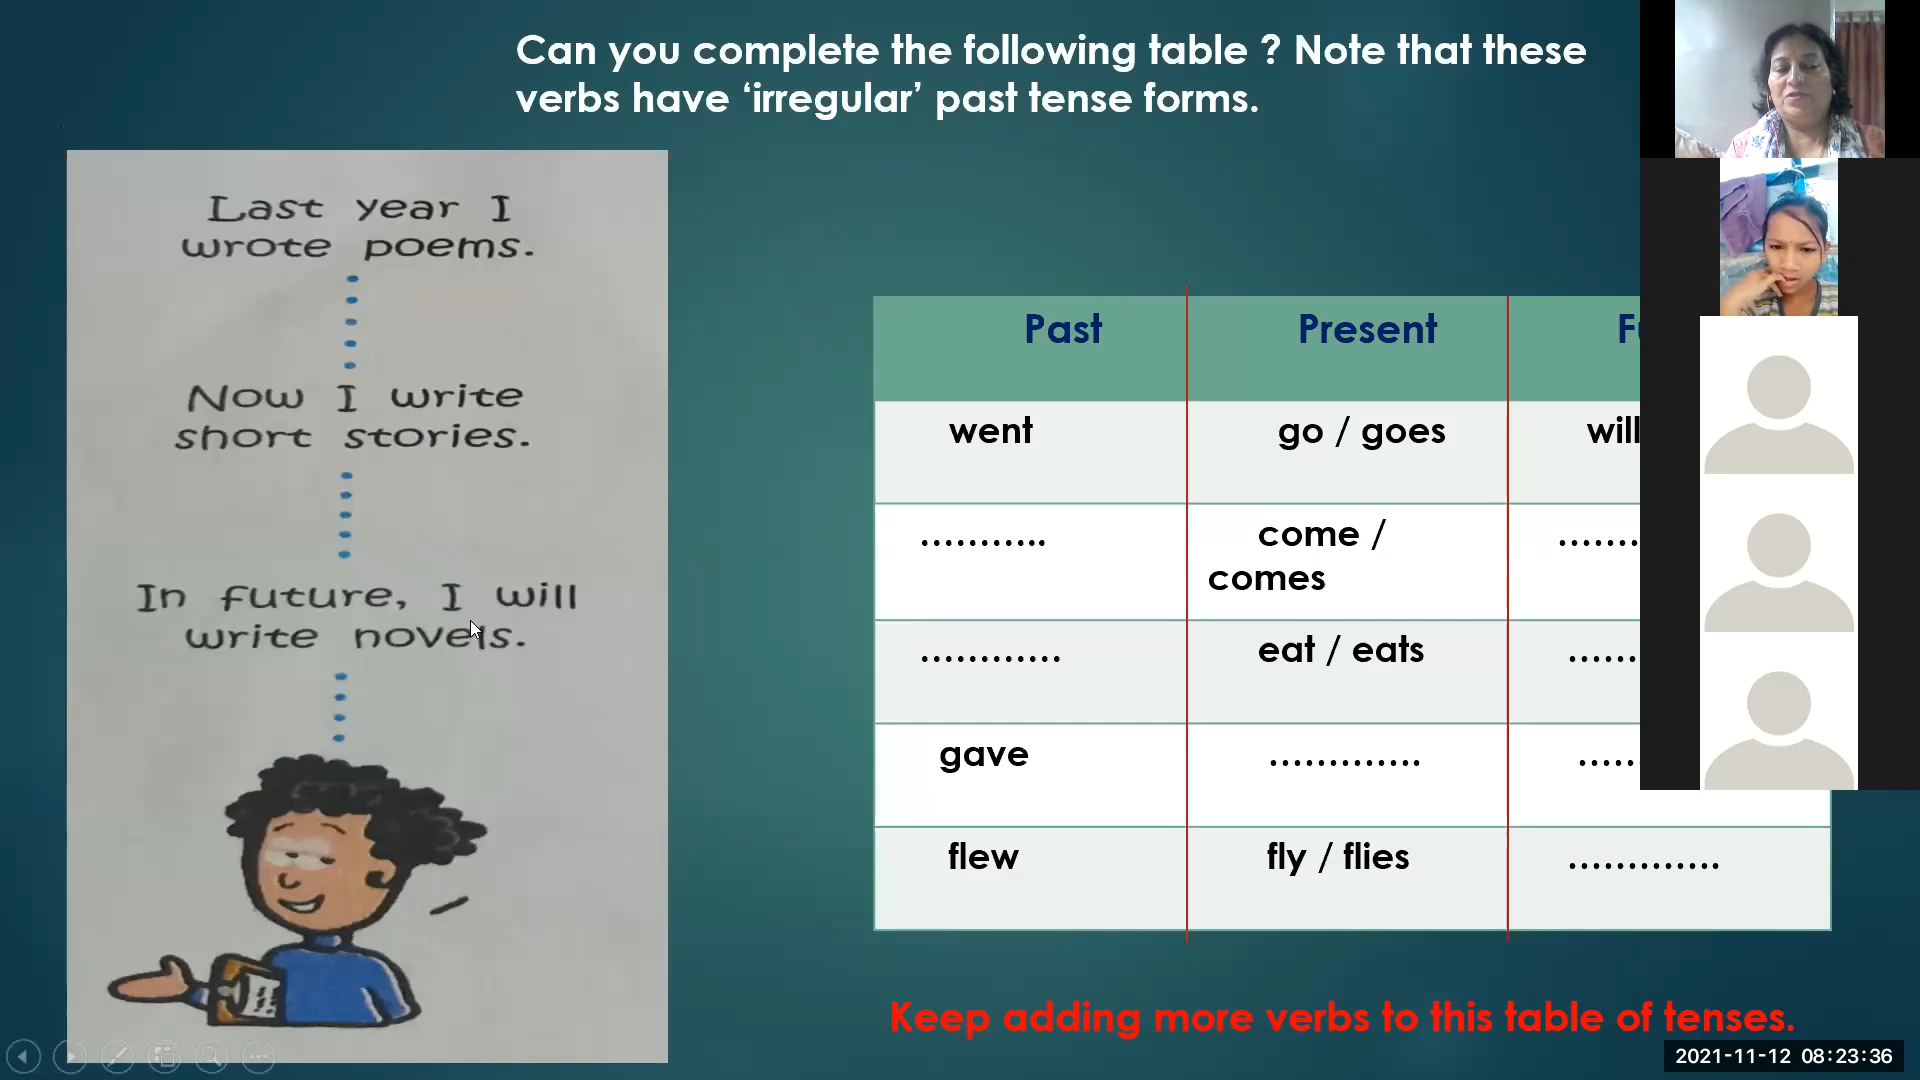 Can you complete the following table ? Note that these
verbs have ‘irregular’ past tense forms.
Last year I
wrote poems.
Now I write
short stories.
In future, I will
write novels.
Past Present
went go / goes will
……….. come /
comes …….
………… eat / eats ……
gave …………. …..
flew fly / flies ………….
Keep adding more verbs to this table of tenses.
2021-11-12 08:23:36